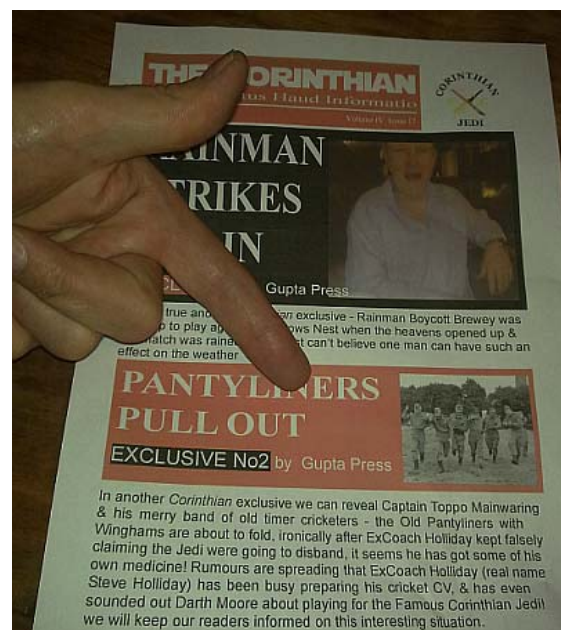 THE CORINTHIAN
tus Haud Informatio
Volume IV Issue
CORINTHIAN
JEDI
RAINMAN
STRIKES
IN
Gupta Press
true an exclusive - Rainman Boycott Brewey was
to play ows Nest when the heavens opened up &
match was can't believe one man can have such an
effect on the weather
PANTYLINERS
PULL OUT
EXCLUSIVE No2 by Gupta Press
In another Corinthian exclusive we can reveal Captain Toppo Mainwaring
& his merry band of old timer cricketers - the Old Pantyliners with
Winghams are about to fold, ironically after ExCoach Holliday kept falsely
claiming the Jedi were going to disband, it seems he has got some of his
own medicine! Rumours are spreading that ExCoach Holliday (real name
Steve Holliday) has been busy preparing his cricket CV, & has even
sounded out Darth Moore about playing for the Famous Corinthian Jedi!
we will keep our readers informed on this interesting situation.